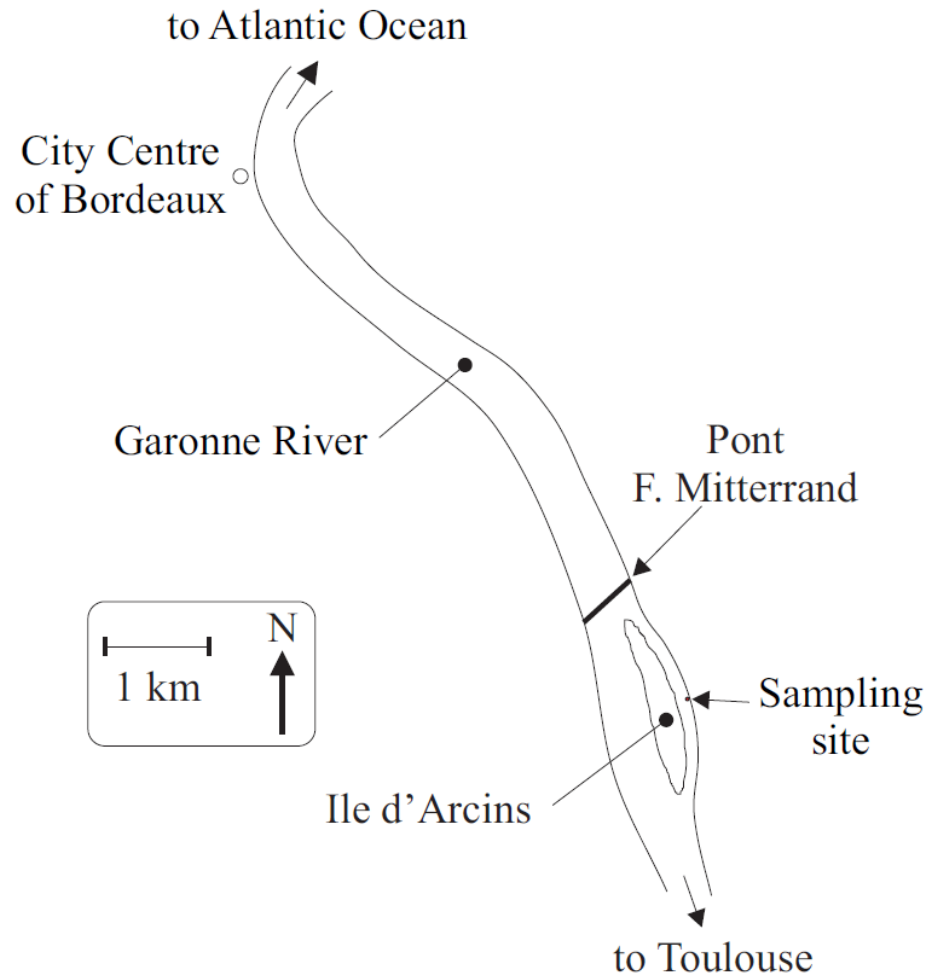 to Atlantic Ocean
City Centre
of Bordeaux
Garonne River
Pont
F. Mitterrand
N
1 km
Sampling
site
Ile d’Arcins
to Toulouse